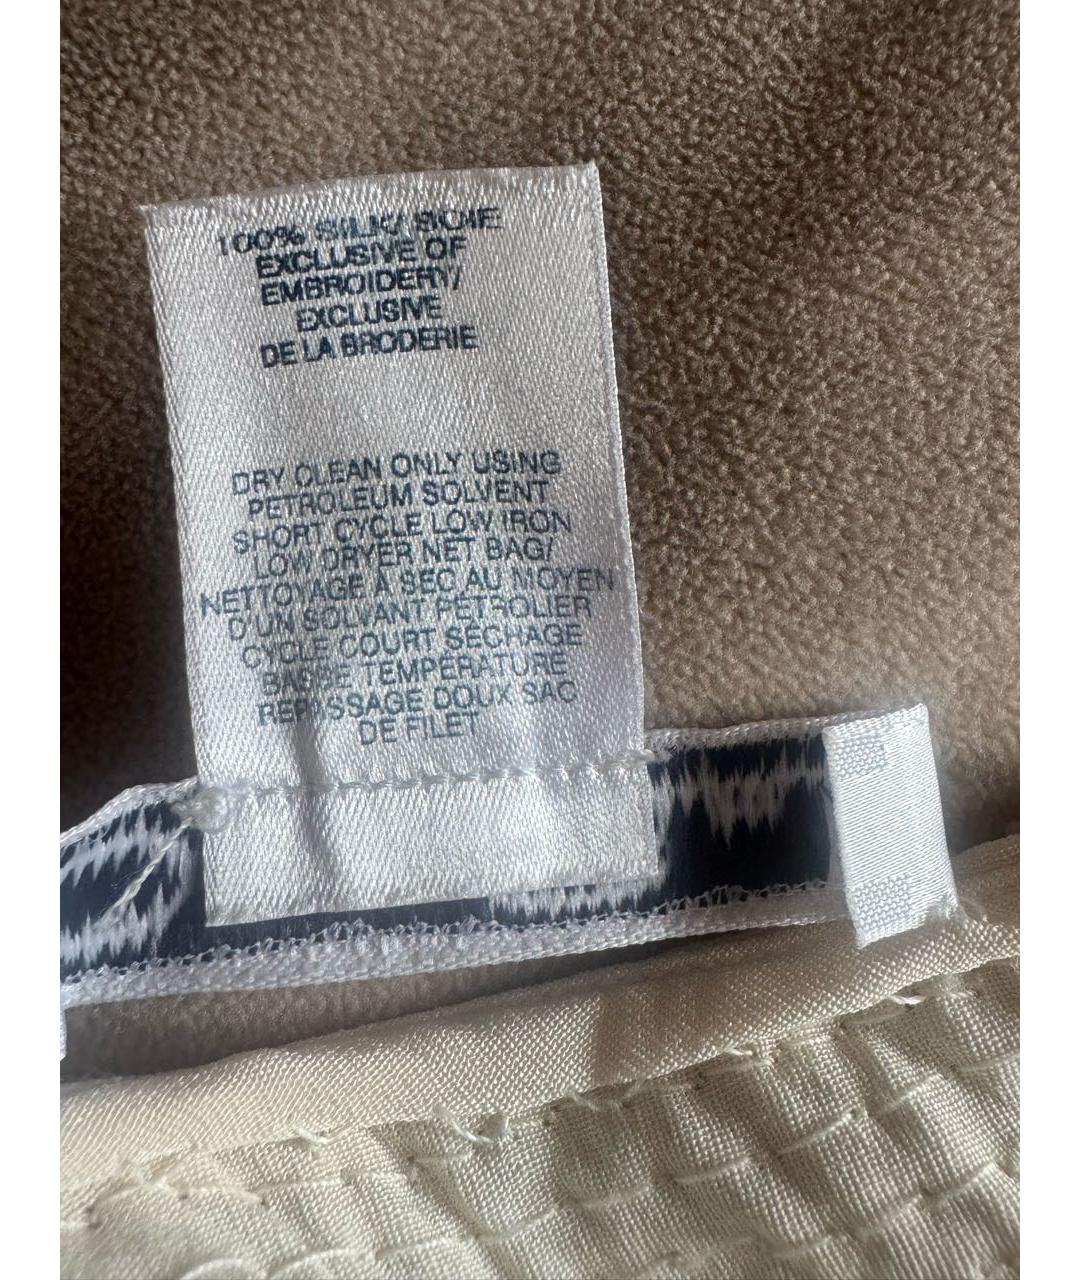 100% SILK/ SOIE
EXCLUSIVE OF
EMBROIDERY/
EXCLUSIVE
DE LA BRODERIE
DRY CLEAN ONLY USING
PETROLEUM SOLVENT
SHORT CYCLE LOW IRON
LOW DRYER NET BAG/
NETTOYAGE À SEC AU MOYEN
D'UN SOLVANT PÉTROLIER
CYCLE COURT SÉCHAGE
BASSE TEMPÉRATURE
REPASSAGE DOUX SAC
DE FILET